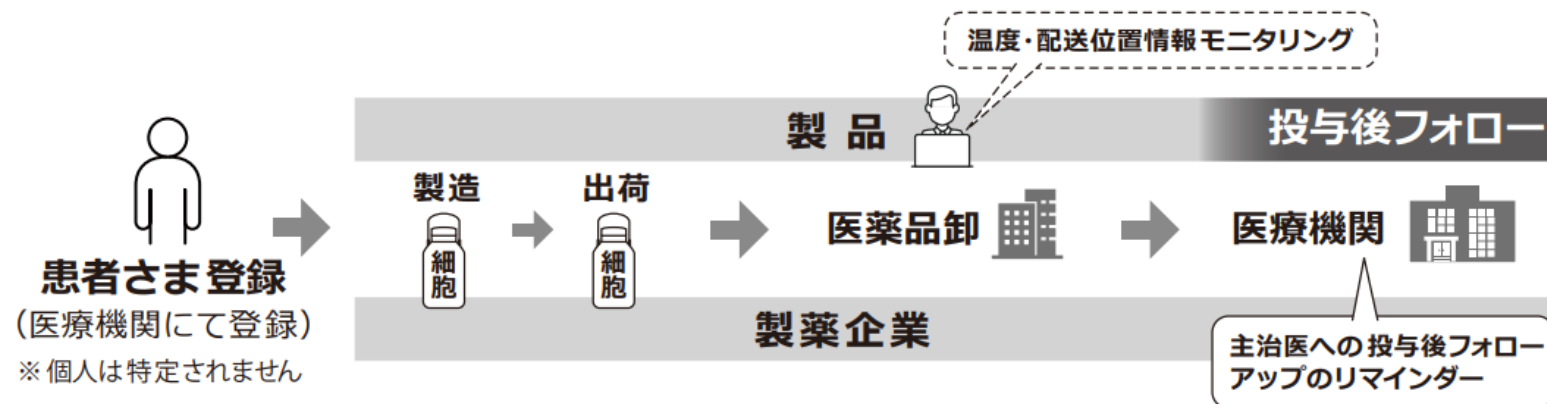 温度・配送位置情報モニタリング
製品
投与後フォロー
製造
出荷
細胞
細胞
医薬品卸
医療機関
患者さま登録
(医療機関にて登録)
※個人は特定されません
製薬企業
主治医への投与後フォロー
アップのリマインダー